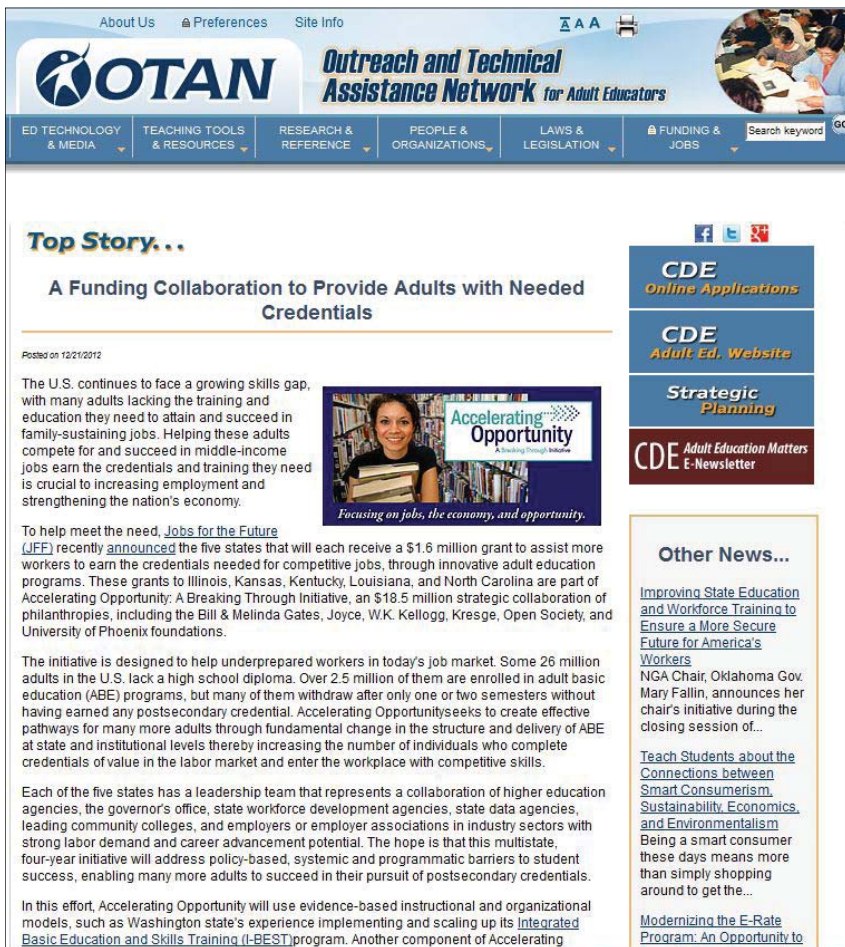 About Us Preferences Site Info A A A
OTAN
Outreach and Technical
Assistance Network for Adult Educators
ED TECHNOLOGY
& MEDIA
TEACHING TOOLS
& RESOURCES
RESEARCH &
REFERENCE
PEOPLE &
ORGANIZATIONS
LAWS &
LEGISLATION
FUNDING &
JOBS
Search keyword
GO
Top Story...
A Funding Collaboration to Provide Adults with Needed
Credentials
Posted on 12/21/2012
The U.S. continues to face a growing skills gap,
with many adults lacking the training and
education they need to attain and succeed in
family-sustaining jobs. Helping these adults
compete for and succeed in middle-income
jobs earn the credentials and training they need
is crucial to increasing employment and
strengthening the nation's economy.
Accelerating
Opportunity
A Breaking Through Initiative
Focusing on jobs, the economy, and opportunity.
To help meet the need, Jobs for the Future
(JFF) recently announced the five states that will each receive a $1.6 million grant to assist more
workers to earn the credentials needed for competitive jobs, through innovative adult education
programs. These grants to Illinois, Kansas, Kentucky, Louisiana, and North Carolina are part of
Accelerating Opportunity: A Breaking Through Initiative, an $18.5 million strategic collaboration of
philanthropies, including the Bill & Melinda Gates, Joyce, W.K. Kellogg, Kresge, Open Society, and
University of Phoenix foundations.
The initiative is designed to help underprepared workers in today's job market. Some 26 million
adults in the U.S. lack a high school diploma. Over 2.5 million of them are enrolled in adult basic
education (ABE) programs, but many of them withdraw after only one or two semesters without
having earned any postsecondary credential. Accelerating Opportunityseeks to create effective
pathways for many more adults through fundamental change in the structure and delivery of ABE
at state and institutional levels thereby increasing the number of individuals who complete
credentials of value in the labor market and enter the workplace with competitive skills.
Each of the five states has a leadership team that represents a collaboration of higher education
agencies, the governor's office, state workforce development agencies, state data agencies,
leading community colleges, and employers or employer associations in industry sectors with
strong labor demand and career advancement potential. The hope is that this multistate,
four-year initiative will address policy-based, systemic and programmatic barriers to student
success, enabling many more adults to succeed in their pursuit of postsecondary credentials.
In this effort, Accelerating Opportunity will use evidence-based instructional and organizational
models, such as Washington state's experience implementing and scaling up its Integrated
Basic Education and Skills Training (I-BEST)program. Another component of Accelerating
CDE
Online Applications
CDE
Adult Ed. Website
Strategic
Planning
CDE Adult Education Matters
E-Newsletter
Other News...
Improving State Education
and Workforce Training to
Ensure a More Secure
Future for America's
Workers
NGA Chair, Oklahoma Gov.
Mary Fallin, announces her
chair's initiative during the
closing session of...
Teach Students about the
Connections between
Smart Consumerism,
Sustainability, Economics,
and Environmentalism
Being a smart consumer
these days means more
than simply shopping
around to get the...
Modernizing the E-Rate
Program: An Opportunity to